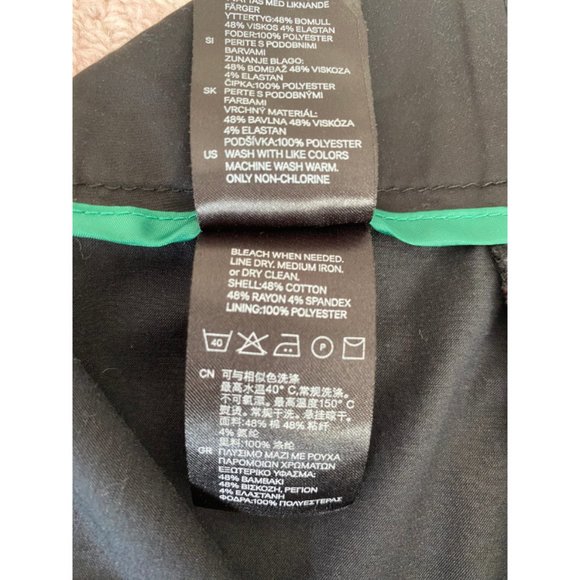 TVÄTTAS MED LIKNANDE
FÄRGER
YTTERTYG:48% BOMULL
48% VISKOS 4% ELASTAN
FODER:100% POLYESTER
SI PERITE S PODOBNIMI
BARVAMI
ZUNANJE BLAGO:
48% BOMBAŽ 48% VISKOZA
4% ELASTAN
ČIPKA:100% POLYESTER
SK PERTE S PODOBNÝMI
FARBAMI
VRCHNÝ MATERIÁL:
48% BAVLNA 48% VISKÓZA
4% ELASTAN
PODŠÍVKA:100% POLYESTER
US WASH WITH LIKE COLORS
MACHINE WASH WARM.
ONLY NON-CHLORINE
BLEACH WHEN NEEDED.
LINE DRY. MEDIUM IRON.
or DRY CLEAN.
SHELL:48% COTTON
48% RAYON 4% SPANDEX
LINING:100% POLYESTER
40 P
CN 可与相似色洗涤
最高水温40° C,常规洗涤.
不可氧漂. 最高温度150° C
熨烫. 常规干洗. 悬挂晾干.
面料:48% 棉 48% 粘纤
4% 氨纶
里料:100% 涤纶
GR ΠΛΥΣΙΜΟ ΜΑΖΙ ΜΕ ΡΟΥΧΑ
ΠΑΡΟΜΟΙΩΝ ΧΡΩΜΑΤΩΝ
ΕΞΩΤΕΡΙΚΟ ΥΦΑΣΜΑ:
48% ΒΑΜΒΑΚΙ
48% ΒΙΣΚΟΖΗ, ΡΕΓΙΟΝ
4% ΕΛΑΣΤΑΝΗ
ΦΟΔΡΑ:100% ΠΟΛΥΕΣΤΕΡΑΣ